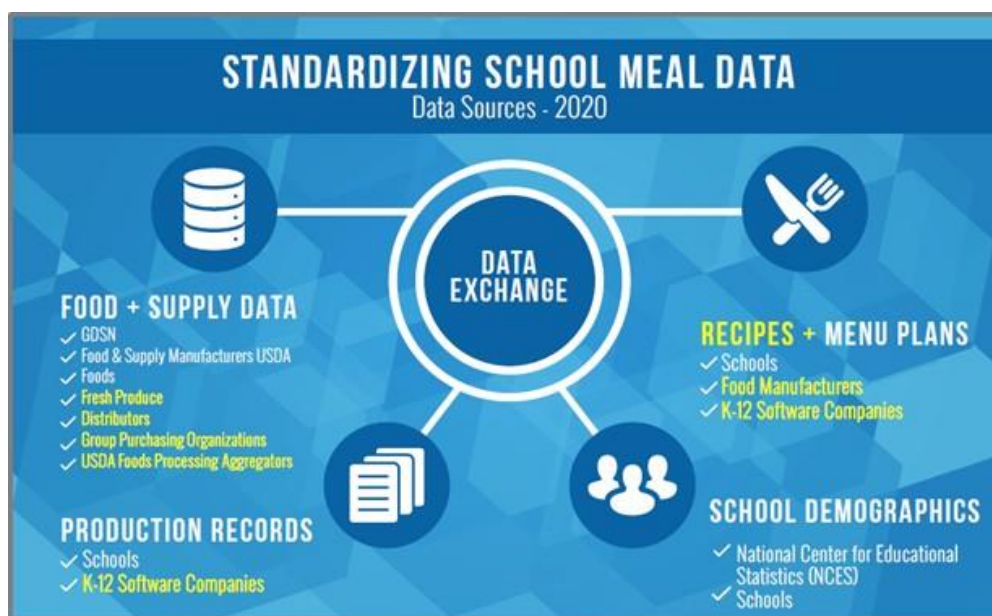 STANDARDIZING SCHOOL MEAL DATA
Data Sources - 2020
DATA
EXCHANGE
FOOD + SUPPLY DATA
GDSN
Food & Supply Manufacturers USDA
Foods
Fresh Produce
Distributors
Group Purchasing Organizations
USDA Foods Processing Aggregators
RECIPES + MENU PLANS
Schools
Food Manufacturers
K-12 Software Companies
PRODUCTION RECORDS
Schools
K-12 Software Companies
SCHOOL DEMOGRAPHICS
National Center for Educational
Statistics (NCES)
Schools